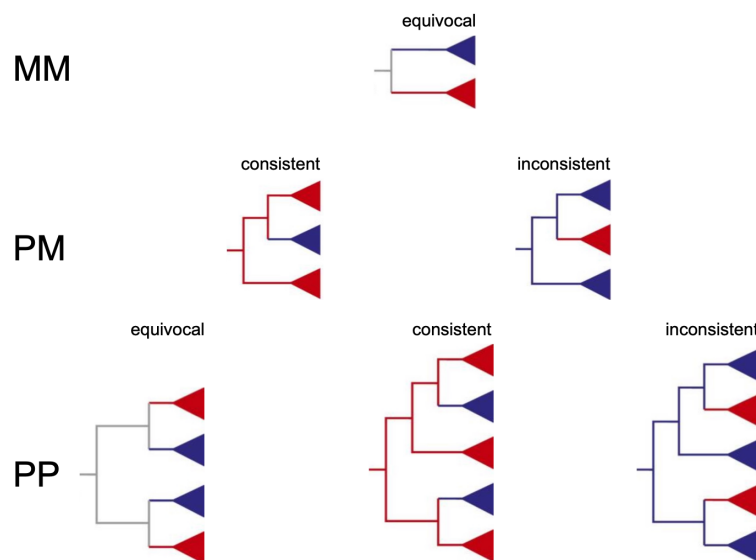 equivocal
MM
consistent
inconsistent
PM
equivocal
consistent
inconsistent
PP